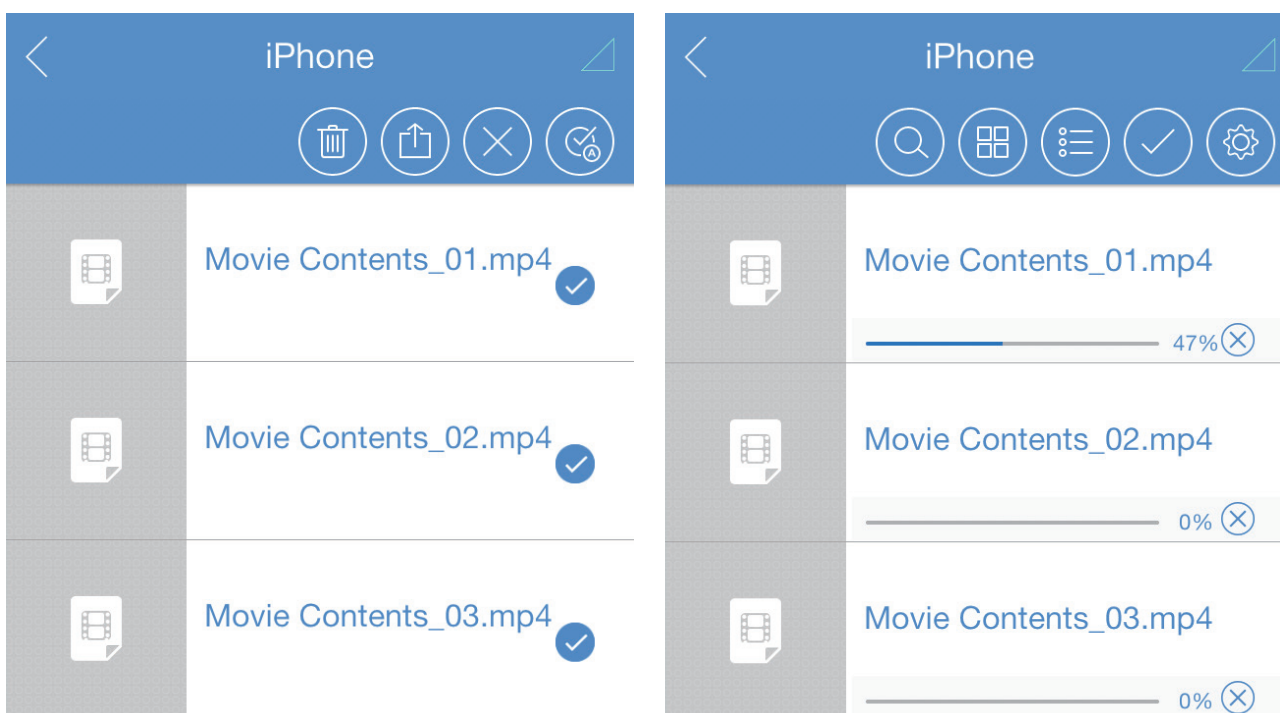 iPhone
A
Movie Contents_01.mp4
Movie Contents_02.mp4
Movie Contents_03.mp4
iPhone
Movie Contents_01.mp4
47%
Movie Contents_02.mp4
0%
Movie Contents_03.mp4
0%